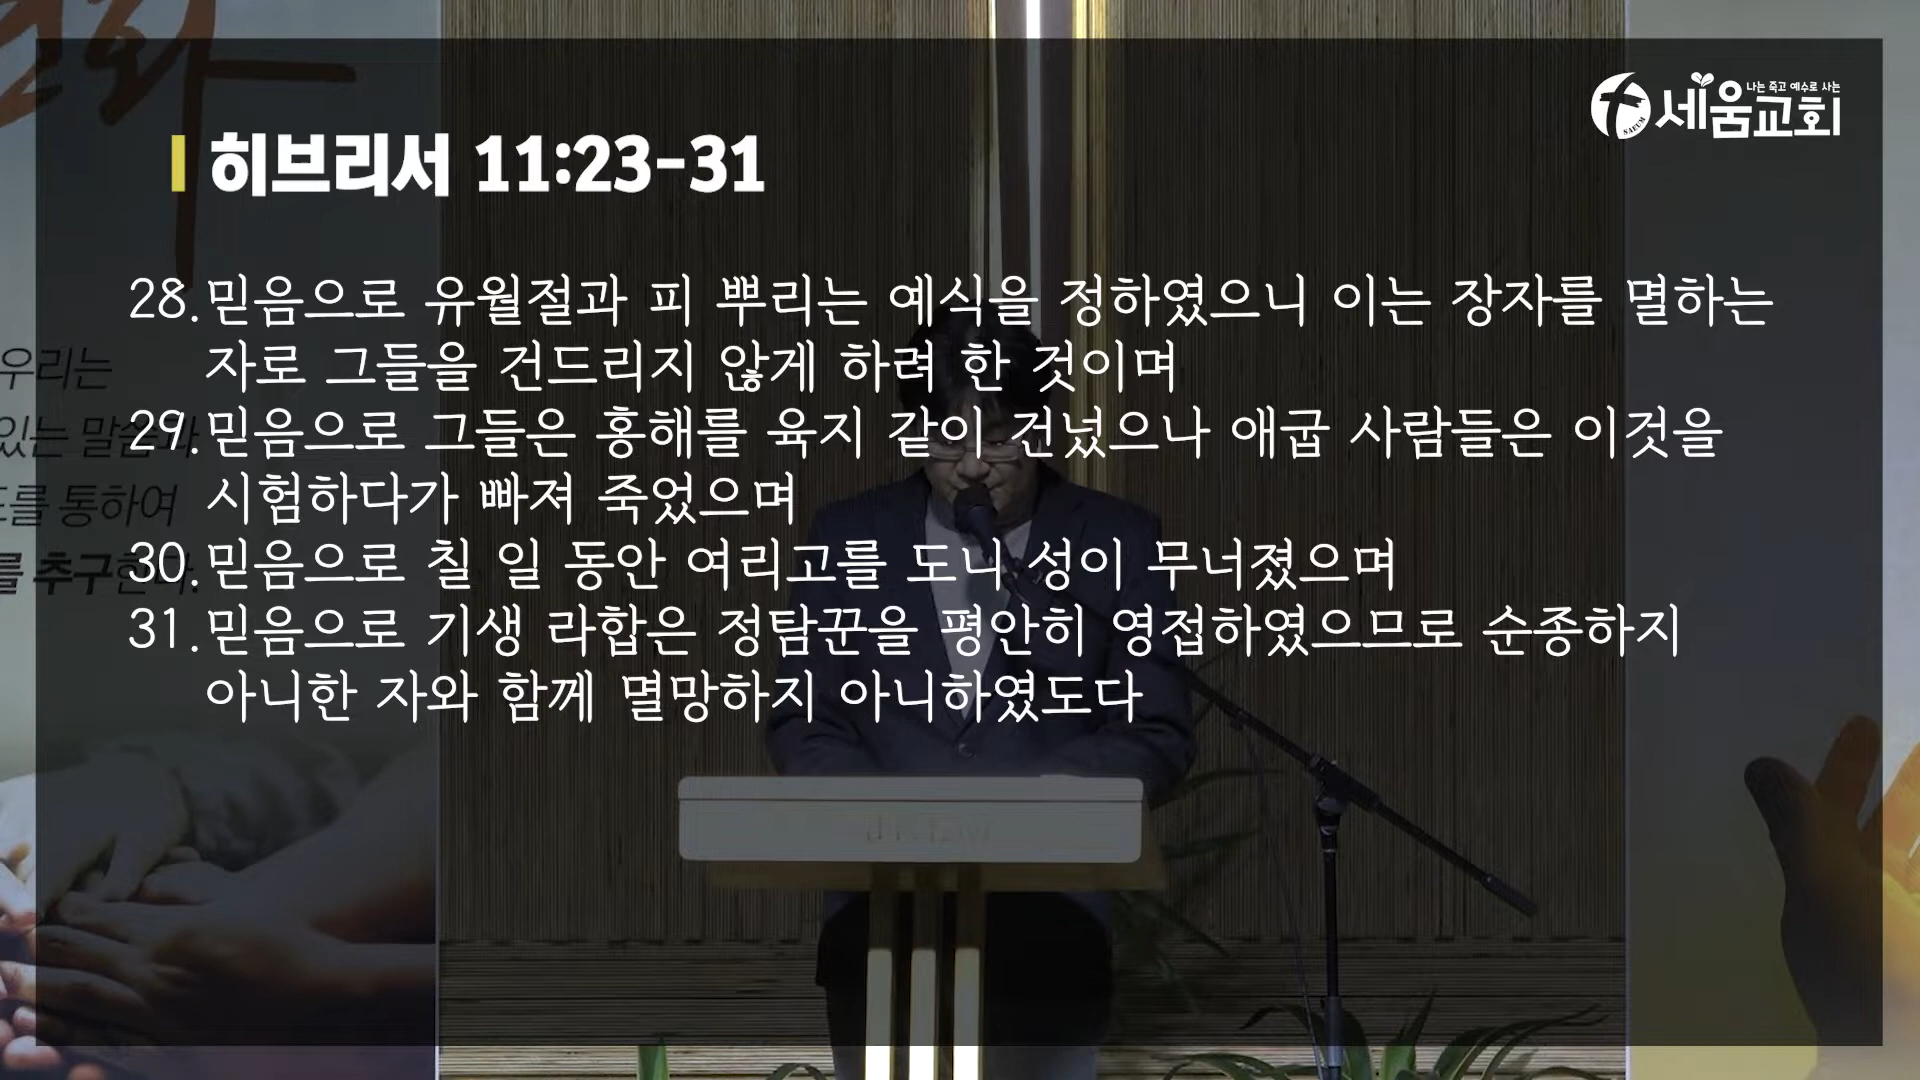 나는 죽고 예수로 사는
세움교회
SAEUM
히브리서 11:23-31
28. 믿음으로 유월절과 피 뿌리는 예식을 정하였으니 이는 장자를 멸하는
자로 그들을 건드리지 않게 하려 한 것이며
29. 믿음으로 그들은 홍해를 육지 같이 건넜으나 애굽 사람들은 이것을
시험하다가 빠져 죽었으며
30. 믿음으로 칠 일 동안 여리고를 도니 성이 무너졌으며
31. 믿음으로 기생 라합은 정탐꾼을 평안히 영접하였으므로 순종하지
아니한 자와 함께 멸망하지 아니하였도다
우리는
있는 말씀과
를 통하여
를 추구한다.